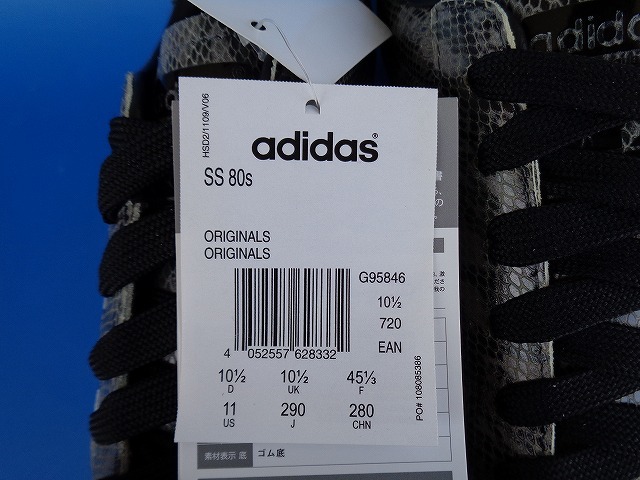 adidas
HSD2/1109/V06
adidas®
SS 80s
ORIGINALS
ORIGINALS
G95846
10½
720
EAN
4 052557 628332
10½ 10½ 45⅓
D UK F
11 290 280
US J CHN
PO# 108085386
素材表示 底 ゴム底